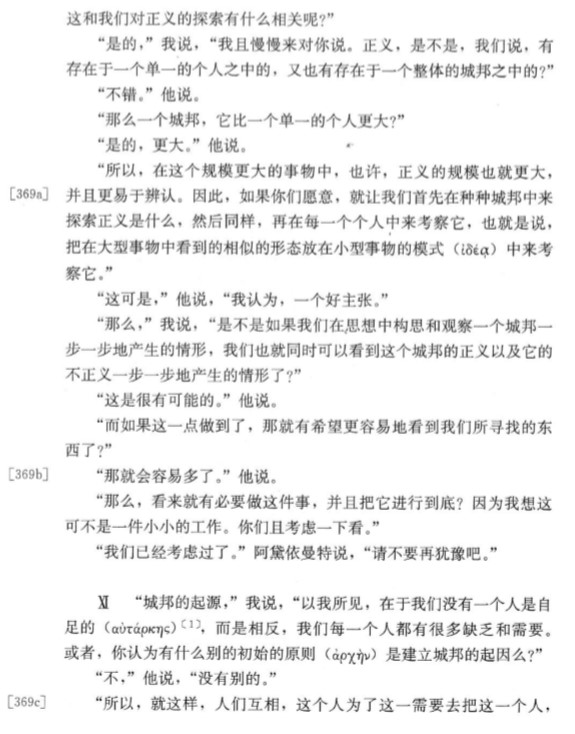 这和我们对正义的探索有什么相关呢？”
“是的，”我说，“我且慢慢来对你说。正义，是不是，我们说，有
存在于一个单一的个人之中的，又也有存在于一个整体的城邦之中的？”
“不错。”他说。
“那么一个城邦，它比一个单一的个人更大？”
“是的，更大。”他说。
“所以，在这个规模更大的事物中，也许，正义的规模也就更大，
[369a] 并且更易于辨认。因此，如果你们愿意，就让我们首先在种种城邦中来
探索正义是什么，然后同样，再在每一个个人中来考察它，也就是说，
把在大型事物中看到的相似的形态放在小型事物的模式（ἰδέᾳ）中来考
察它。”
“这可是，”他说，“我认为，一个好主张。”
“那么，”我说，“是不是如果我们在思想中构思和观察一个城邦一
步一步地产生的情形，我们也就同时可以看到这个城邦的正义以及它的
不正义一步一步地产生的情形了？”
“这是很有可能的。”他说。
“而如果这一点做到了，那就有希望更容易地看到我们所寻找的东
西了？”
[369b] “那就会容易多了。”他说。
“那么，看来就有必要做这件事，并且把它进行到底？因为我想这
可不是一件小小的工作。你们且考虑一下看。”
“我们已经考虑过了。”阿黛依曼特说，“请不要再犹豫吧。”
Ⅺ “城邦的起源，”我说，“以我所见，在于我们没有一个人是自
足的（αὐτάρκης）[1]，而是相反，我们每一个人都有很多缺乏和需要。
或者，你认为有什么别的初始的原则（ἀρχὴν）是建立城邦的起因么？”
“不，”他说，“没有别的。”
[369c] “所以，就这样，人们互相，这个人为了这一需要去把这一个人，